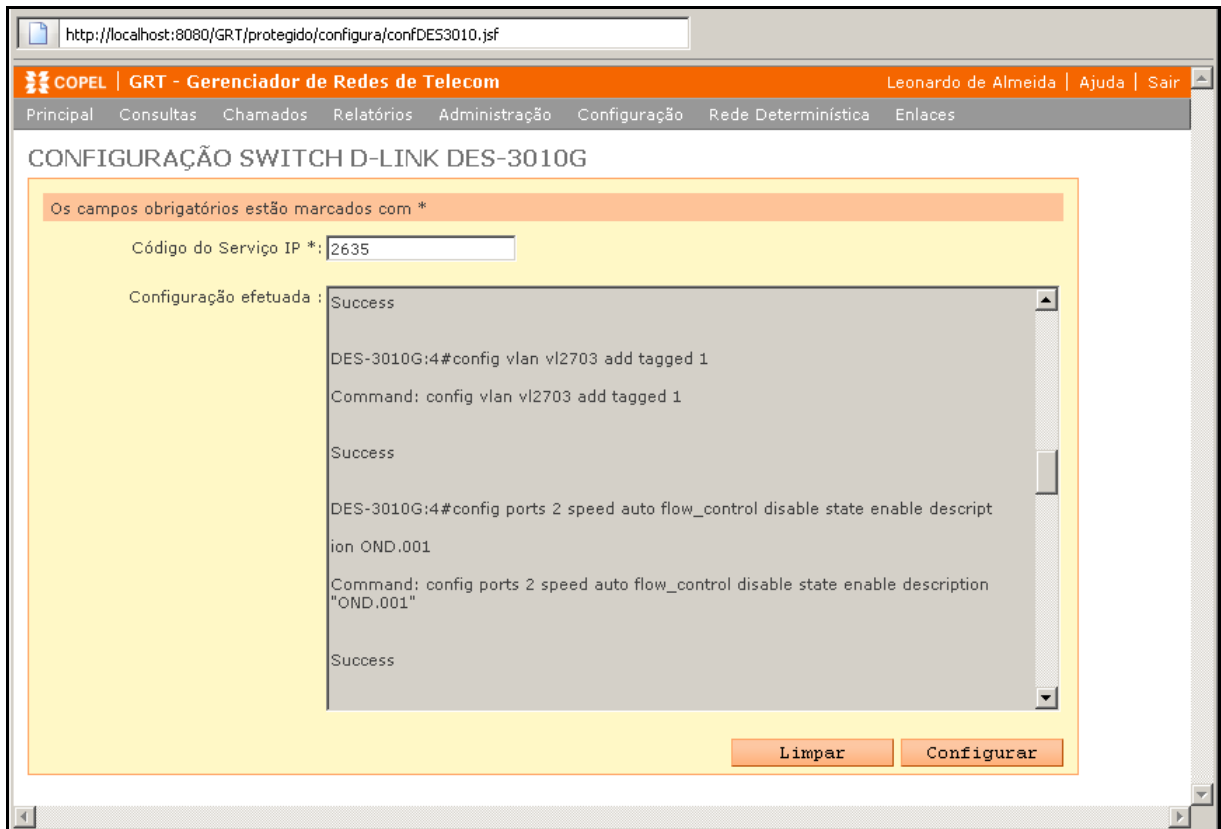 http://localhost:8080/GRT/protegido/configura/confDES3010.jsf
COPEL | GRT - Gerenciador de Redes de Telecom
Leonardo de Almeida | Ajuda | Sair
Principal Consultas Chamados Relatórios Administração Configuração Rede Determinística Enlaces
CONFIGURAÇÃO SWITCH D-LINK DES-3010G
Os campos obrigatórios estão marcados com *
Código do Serviço IP *: 2635
Configuração efetuada :
Success
DES-3010G:4#config vlan vl2703 add tagged 1
Command: config vlan vl2703 add tagged 1
Success
DES-3010G:4#config ports 2 speed auto flow_control disable state enable descript
ion OND.001
Command: config ports 2 speed auto flow_control disable state enable description
"OND.001"
Success
Limpar Configurar